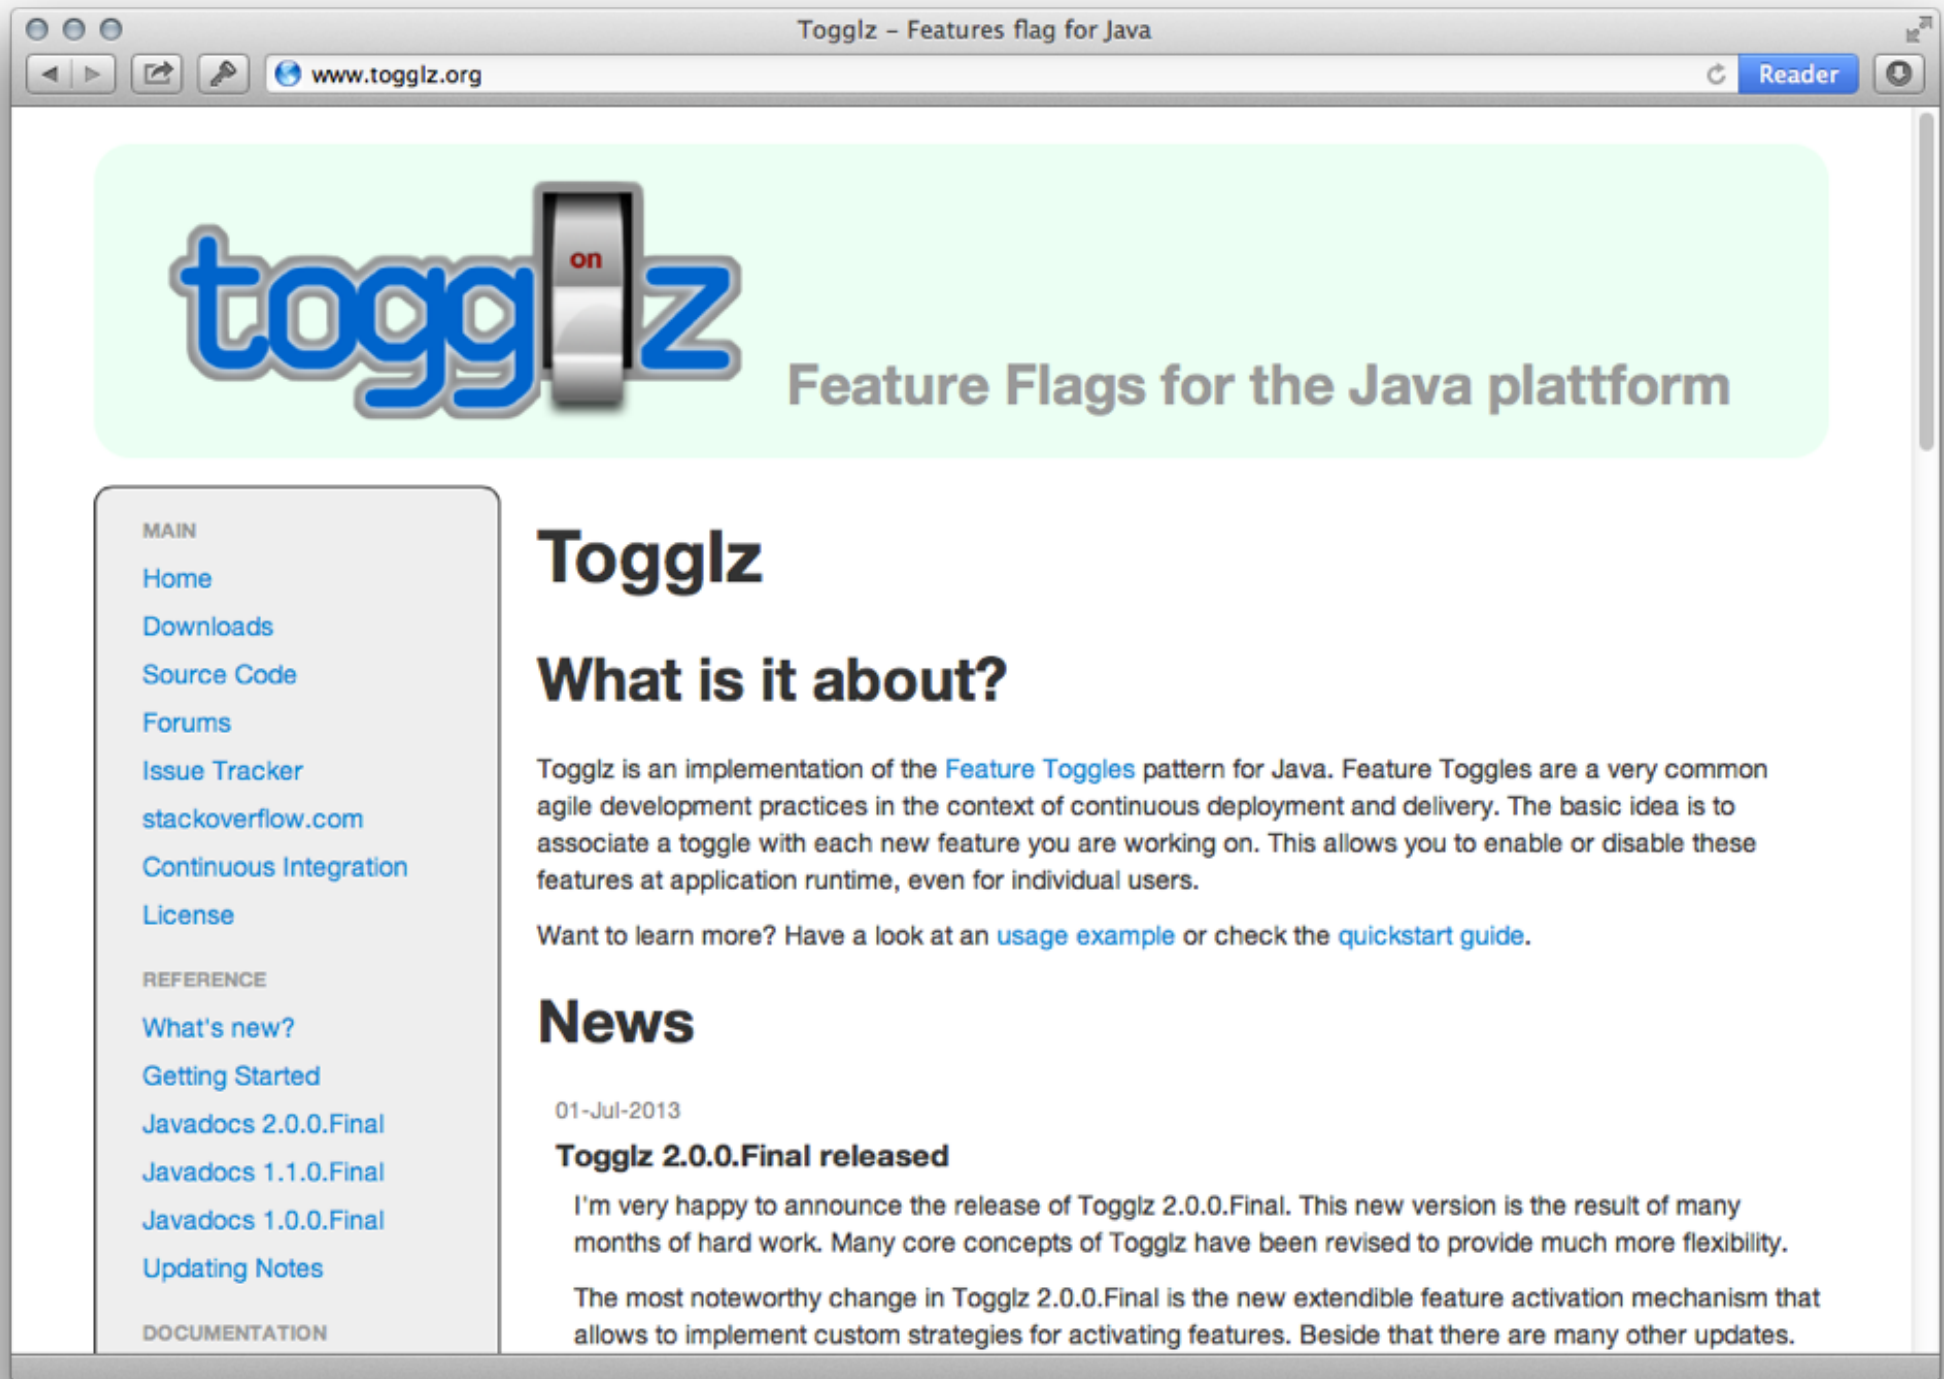 Togglz – Features flag for Java
www.togglz.org
Reader
togg z
on
Feature Flags for the Java plattform
MAIN
Home
Downloads
Source Code
Forums
Issue Tracker
stackoverflow.com
Continuous Integration
License
REFERENCE
What's new?
Getting Started
Javadocs 2.0.0.Final
Javadocs 1.1.0.Final
Javadocs 1.0.0.Final
Updating Notes
DOCUMENTATION
Togglz
What is it about?
Togglz is an implementation of the Feature Toggles pattern for Java. Feature Toggles are a very common
agile development practices in the context of continuous deployment and delivery. The basic idea is to
associate a toggle with each new feature you are working on. This allows you to enable or disable these
features at application runtime, even for individual users.
Want to learn more? Have a look at an usage example or check the quickstart guide.
News
01-Jul-2013
Togglz 2.0.0.Final released
I'm very happy to announce the release of Togglz 2.0.0.Final. This new version is the result of many
months of hard work. Many core concepts of Togglz have been revised to provide much more flexibility.
The most noteworthy change in Togglz 2.0.0.Final is the new extendible feature activation mechanism that
allows to implement custom strategies for activating features. Beside that there are many other updates.